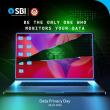 SBI
BE THE ONLY ONE WHO
MONITORS YOUR DATA
Data Privacy Day